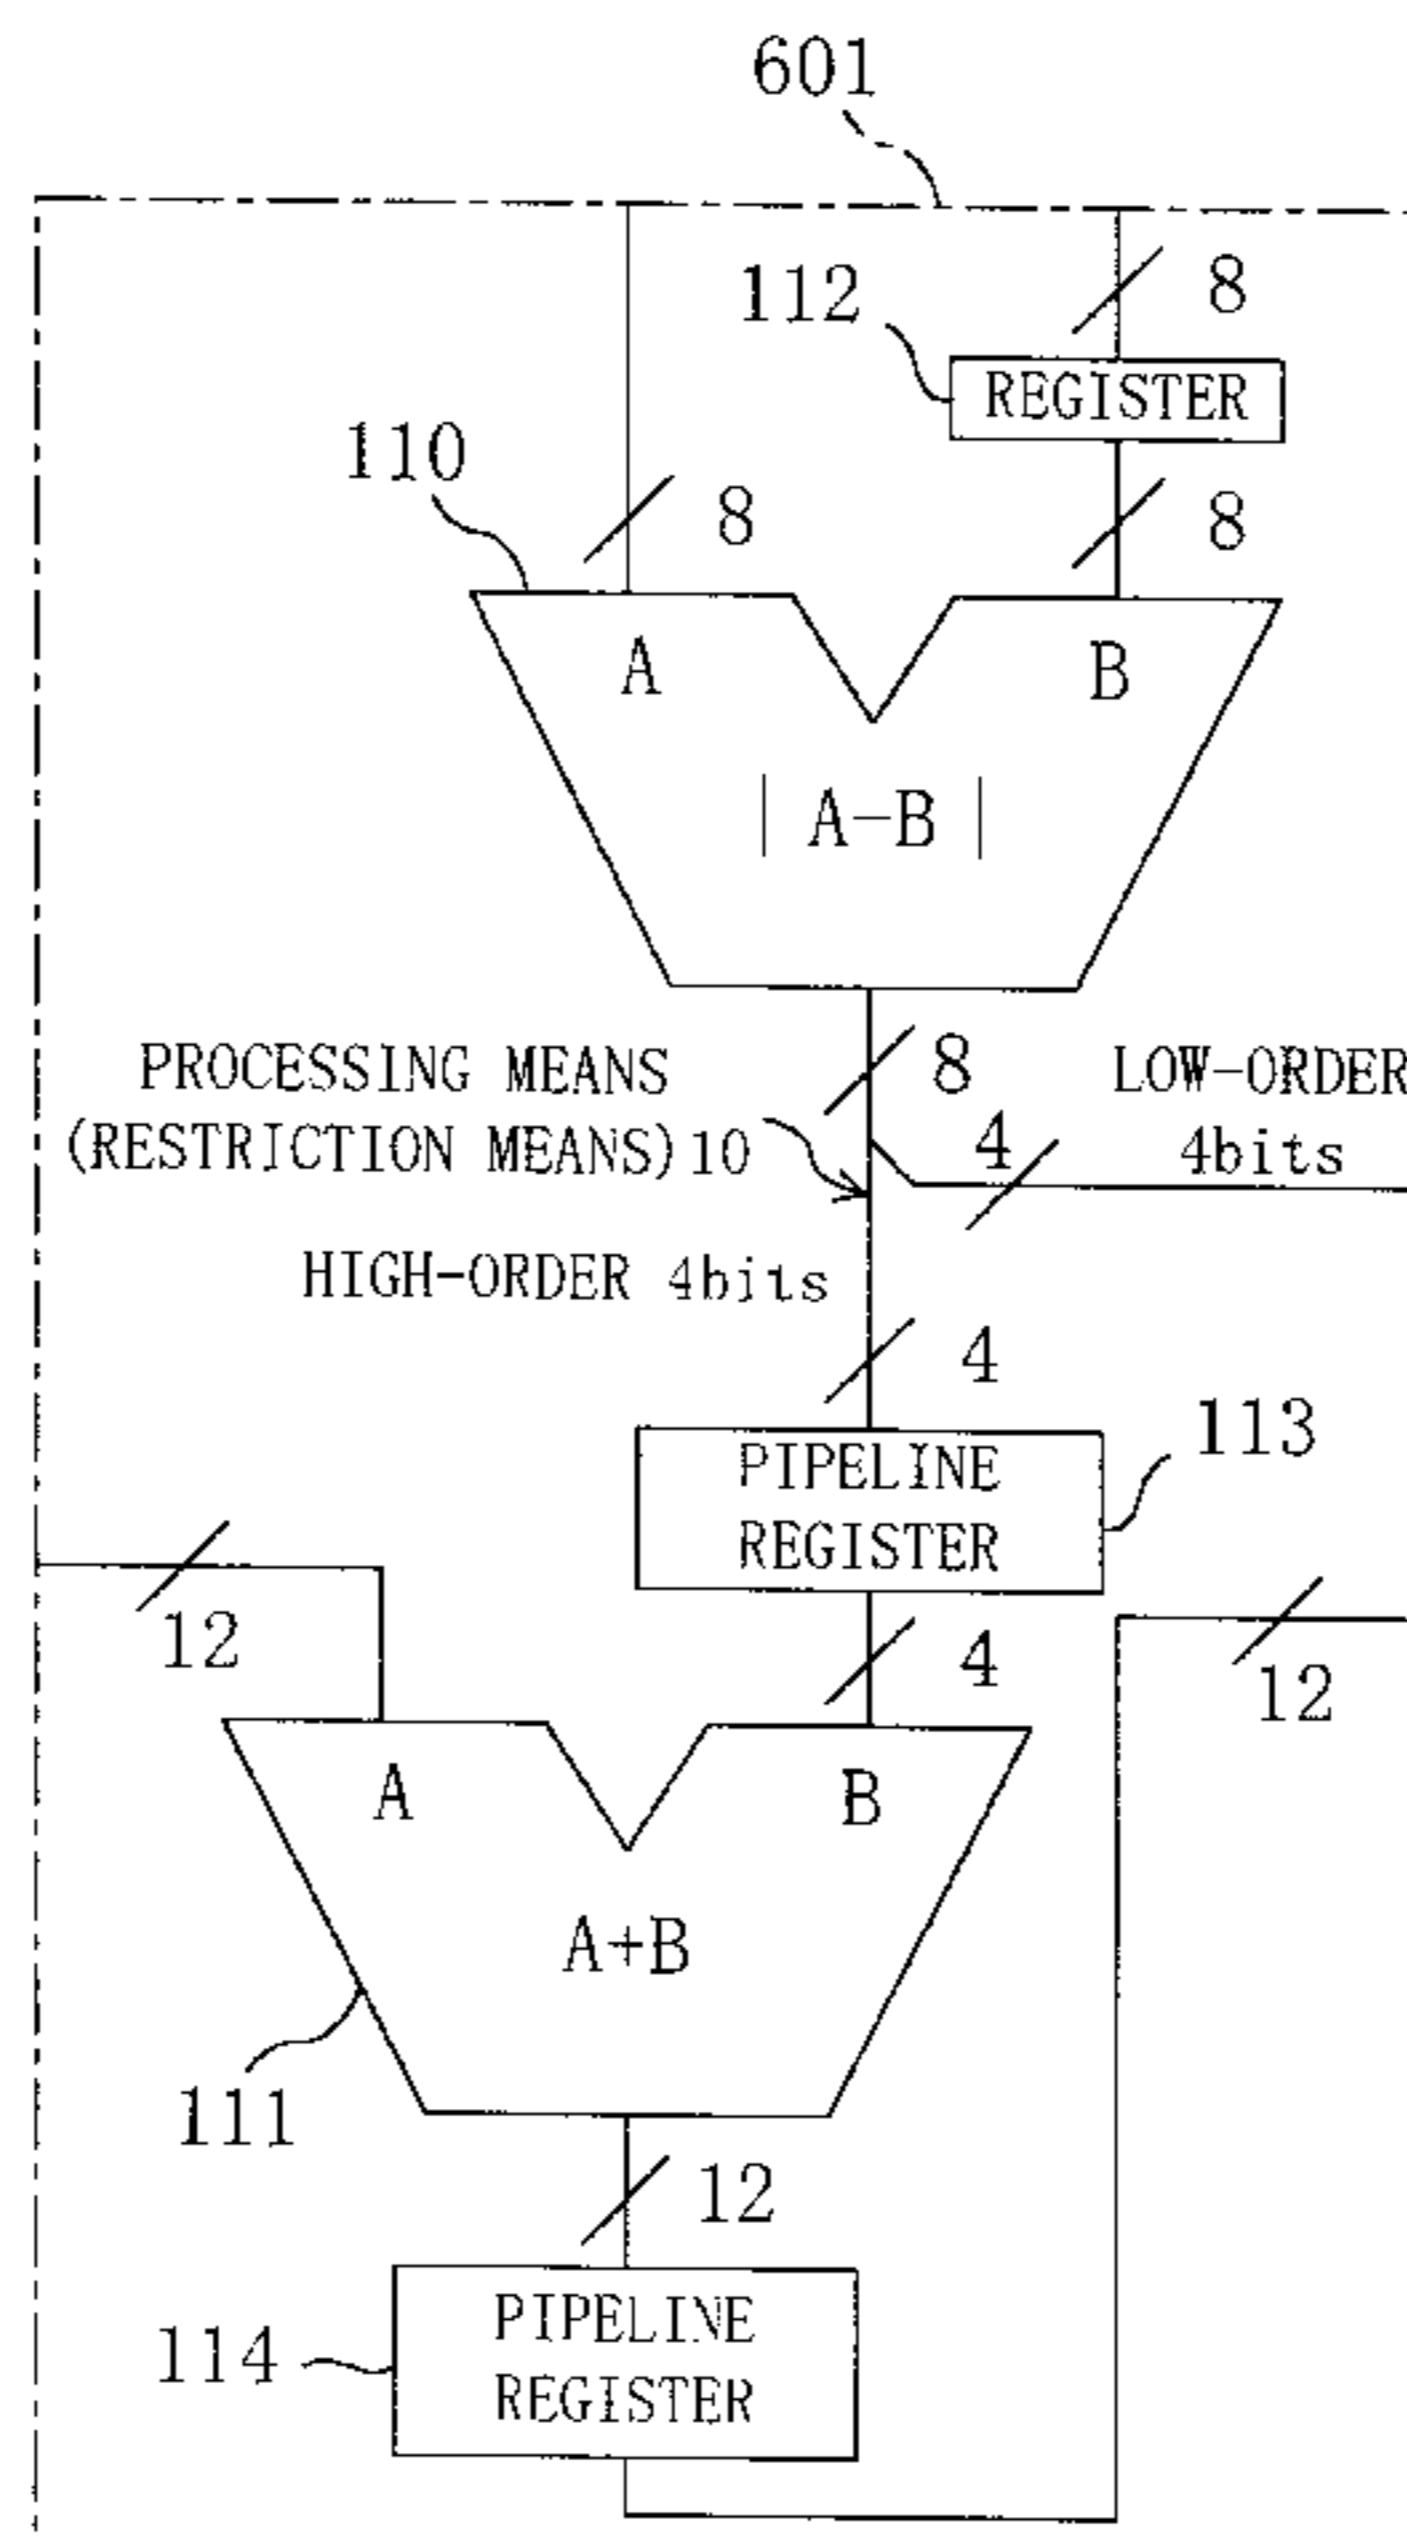 601
8
112
REGISTER
110
8
8
A
B
| A-B |
PROCESSING MEANS
(RESTRICTION MEANS) 10
8
LOW-ORDER
4bits
4
HIGH-ORDER 4bits
4
PIPELINE
REGISTER
113
12
4
12
A
B
A+B
111
12
PIPELINE
REGISTER
114